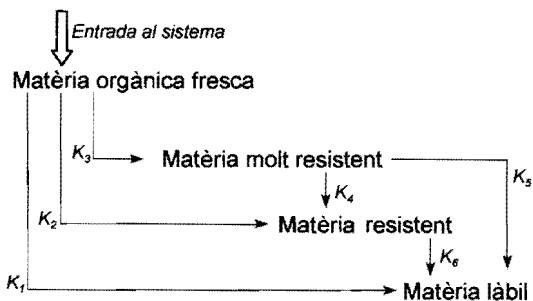 Entrada al sistema
Matèria orgànica fresca
K₃
Matèria molt resistent
K₅
K₄
K₂
Matèria resistent
K₆
K₁
Matèria làbil